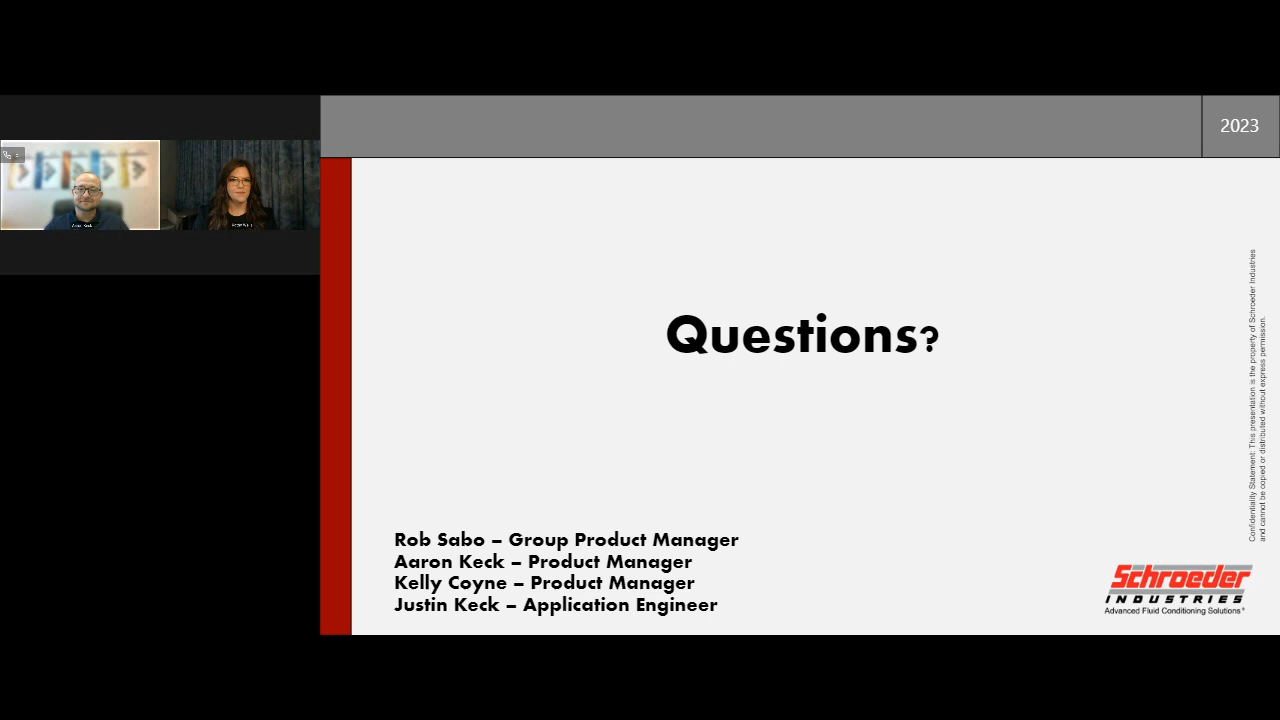 2023
Aaron Keck
Questions?
Confidentiality Statement: This presentation is the property of Schroeder Industries
and cannot be copied or distributed without express permission.
Rob Sabo – Group Product Manager
Aaron Keck – Product Manager
Kelly Coyne – Product Manager
Justin Keck – Application Engineer
Schroeder
INDUSTRIES
Advanced Fluid Conditioning Solutions®